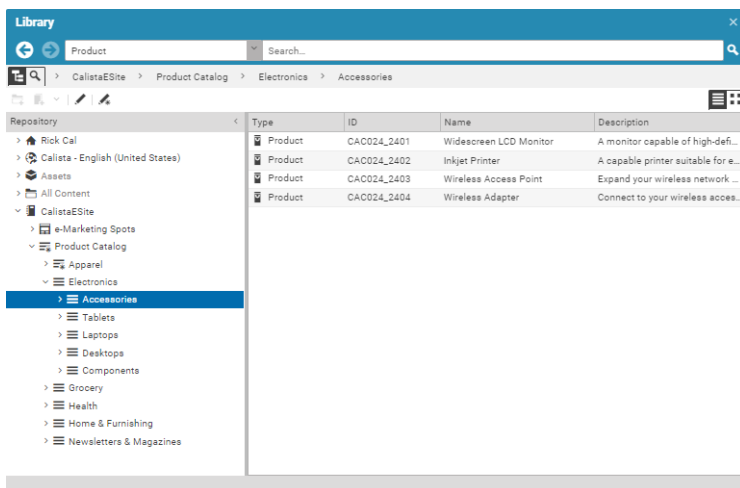 Library
Product
Search...
CalistaESite > Product Catalog > Electronics > Accessories
Repository
Rick Cal
Calista - English (United States)
Assets
All Content
CalistaESite
e-Marketing Spots
Product Catalog
Apparel
Electronics
Accessories
Tablets
Laptops
Desktops
Components
Grocery
Health
Home & Furnishing
Newsletters & Magazines
Type ID Name Description
Product CAC024_2401 Widescreen LCD Monitor A monitor capable of high-defi...
Product CAC024_2402 Inkjet Printer A capable printer suitable for e...
Product CAC024_2403 Wireless Access Point Expand your wireless network ...
Product CAC024_2404 Wireless Adapter Connect to your wireless acces...